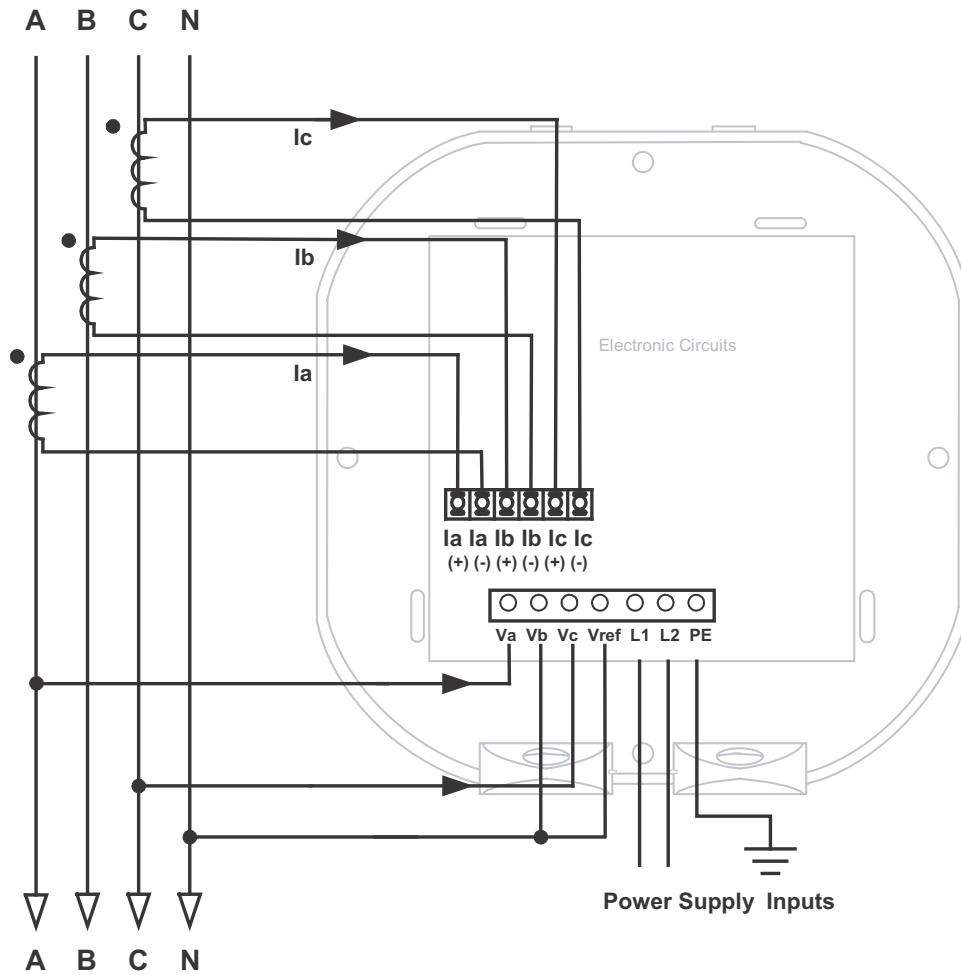 A B C N
Ic
Ib
Electronic Circuits
Ia
Ia Ia Ib Ib Ic Ic
(+) (-) (+) (-) (+) (-)
Va Vb Vc Vref L1 L2 PE
Power Supply Inputs
A B C N